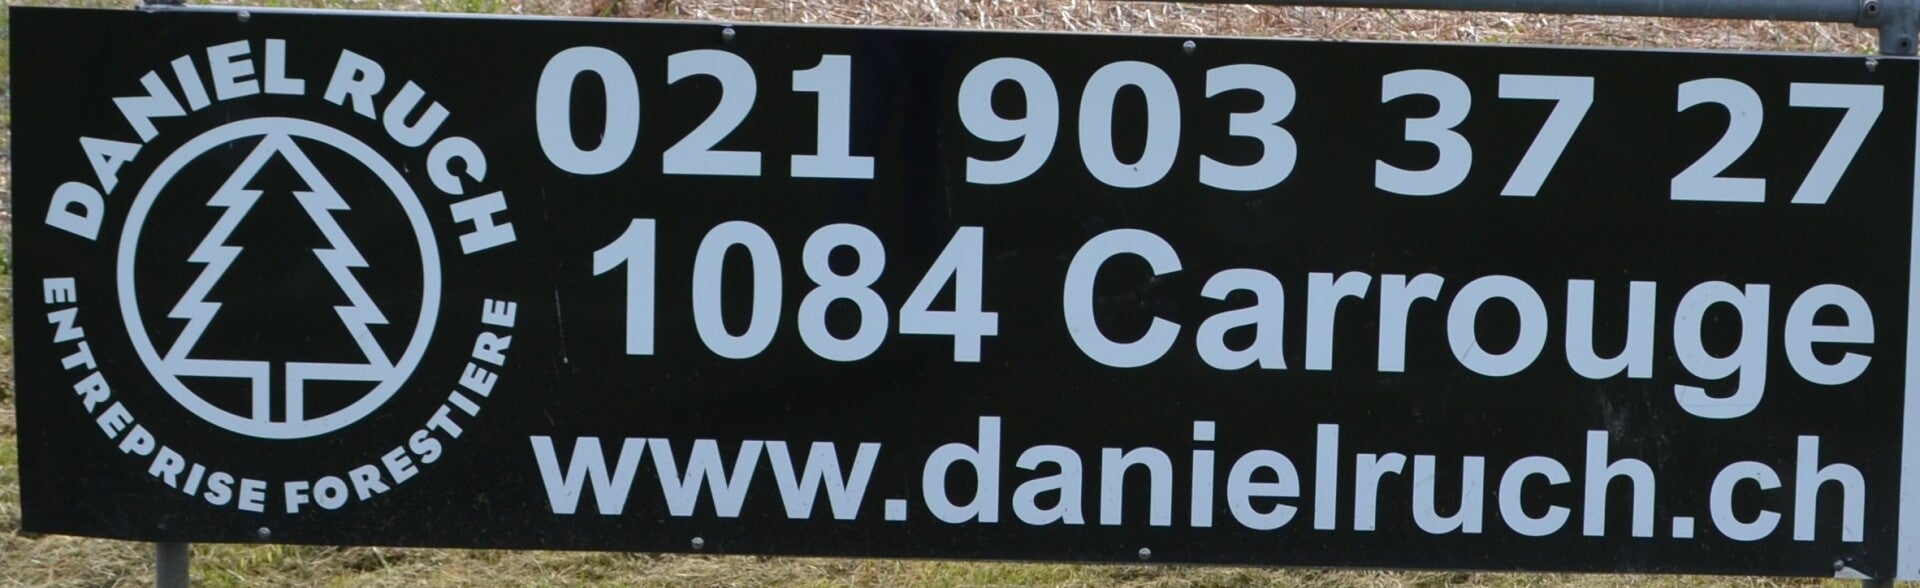 DANIEL RUCH
ENTREPRISE FORESTIERE
021 903 37 27
1084 Carrouge
www.danielruch.ch